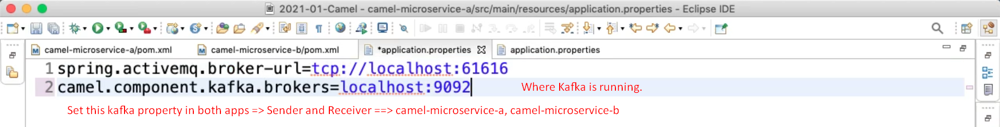 2021-01-Camel - camel-microservice-a/src/main/resources/application.properties - Eclipse IDE
camel-microservice-a/pom.xml
camel-microservice-b/pom.xml
*application.properties
application.properties
1 spring.activemq.broker-url=tcp://localhost:61616
2 camel.component.kafka.brokers=localhost:9092 Where Kafka is running.
Set this kafka property in both apps => Sender and Receiver ==> camel-microservice-a, camel-microservice-b